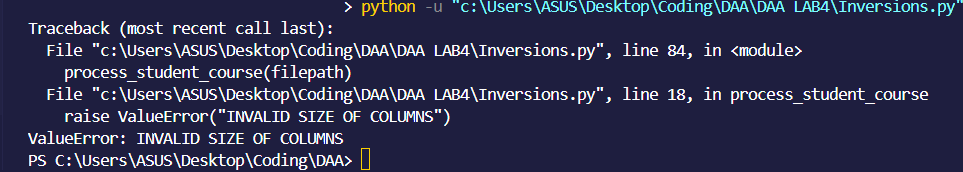 > python -u "c:\Users\ASUS\Desktop\Coding\DAA\DAA LAB4\Inversions.py"
Traceback (most recent call last):
  File "c:\Users\ASUS\Desktop\Coding\DAA\DAA LAB4\Inversions.py", line 84, in <module>
    process_student_course(filepath)
  File "c:\Users\ASUS\Desktop\Coding\DAA\DAA LAB4\Inversions.py", line 18, in process_student_course
    raise ValueError("INVALID SIZE OF COLUMNS")
ValueError: INVALID SIZE OF COLUMNS
PS C:\Users\ASUS\Desktop\Coding\DAA>